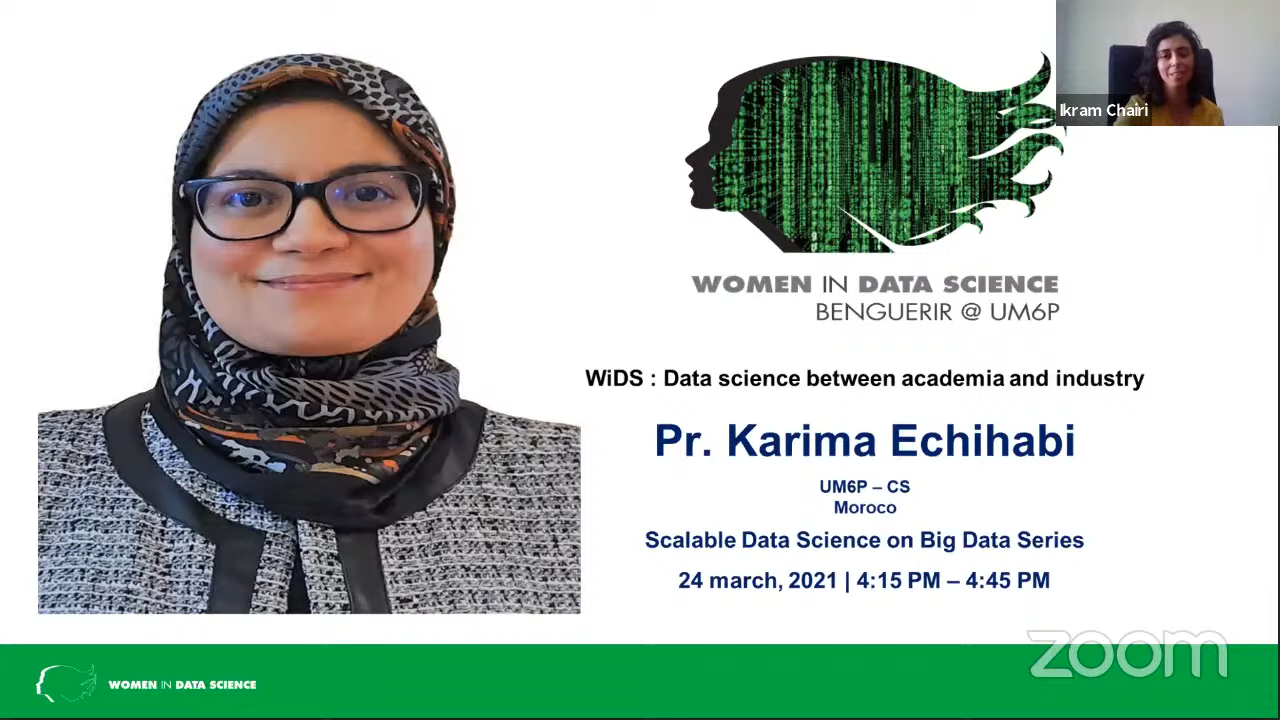 Ikram Chairi
WOMEN IN DATA SCIENCE
BENGUERIR @ UM6P
WiDS : Data science between academia and industry
Pr. Karima Echihabi
UM6P – CS
Moroco
Scalable Data Science on Big Data Series
24 march, 2021 | 4:15 PM – 4:45 PM
zoom
WOMEN IN DATA SCIENCE